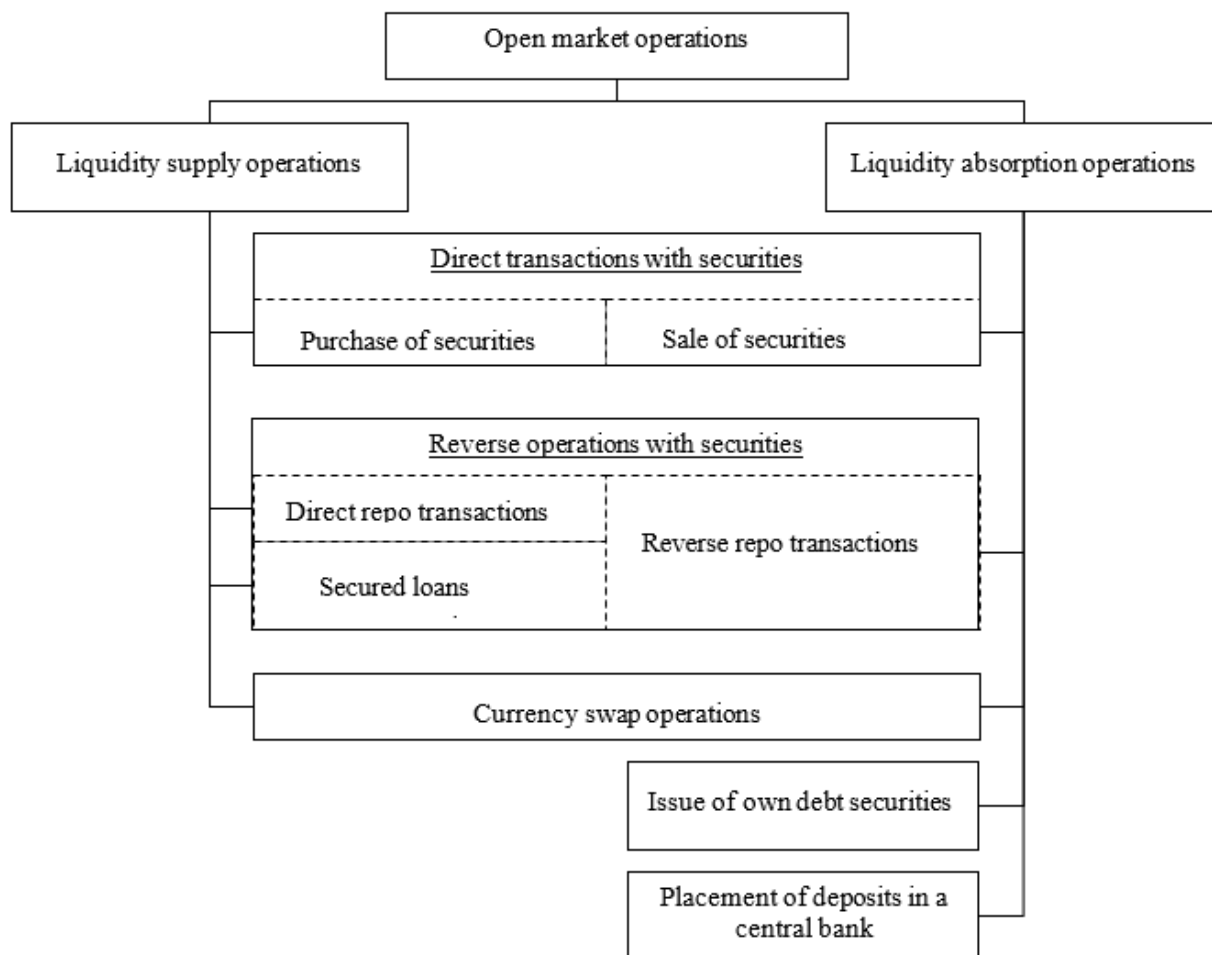 Open market operations
Liquidity supply operations
Liquidity absorption operations
Direct transactions with securities
Purchase of securities
Sale of securities
Reverse operations with securities
Direct repo transactions
Reverse repo transactions
Secured loans
Currency swap operations
Issue of own debt securities
Placement of deposits in a
central bank